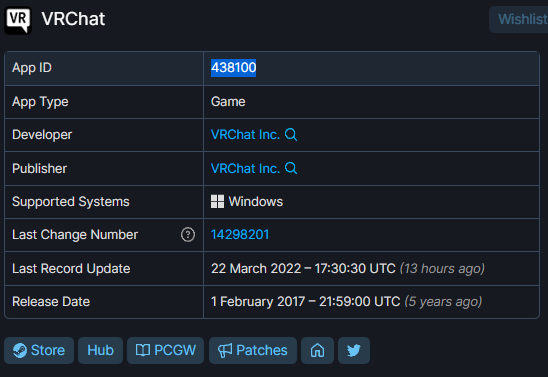 VR
VRChat
Wishlist
App ID 438100
App Type Game
Developer VRChat Inc.
Publisher VRChat Inc.
Supported Systems Windows
Last Change Number ? 14298201
Last Record Update 22 March 2022 – 17:30:30 UTC (13 hours ago)
Release Date 1 February 2017 – 21:59:00 UTC (5 years ago)
Store Hub PCGW Patches